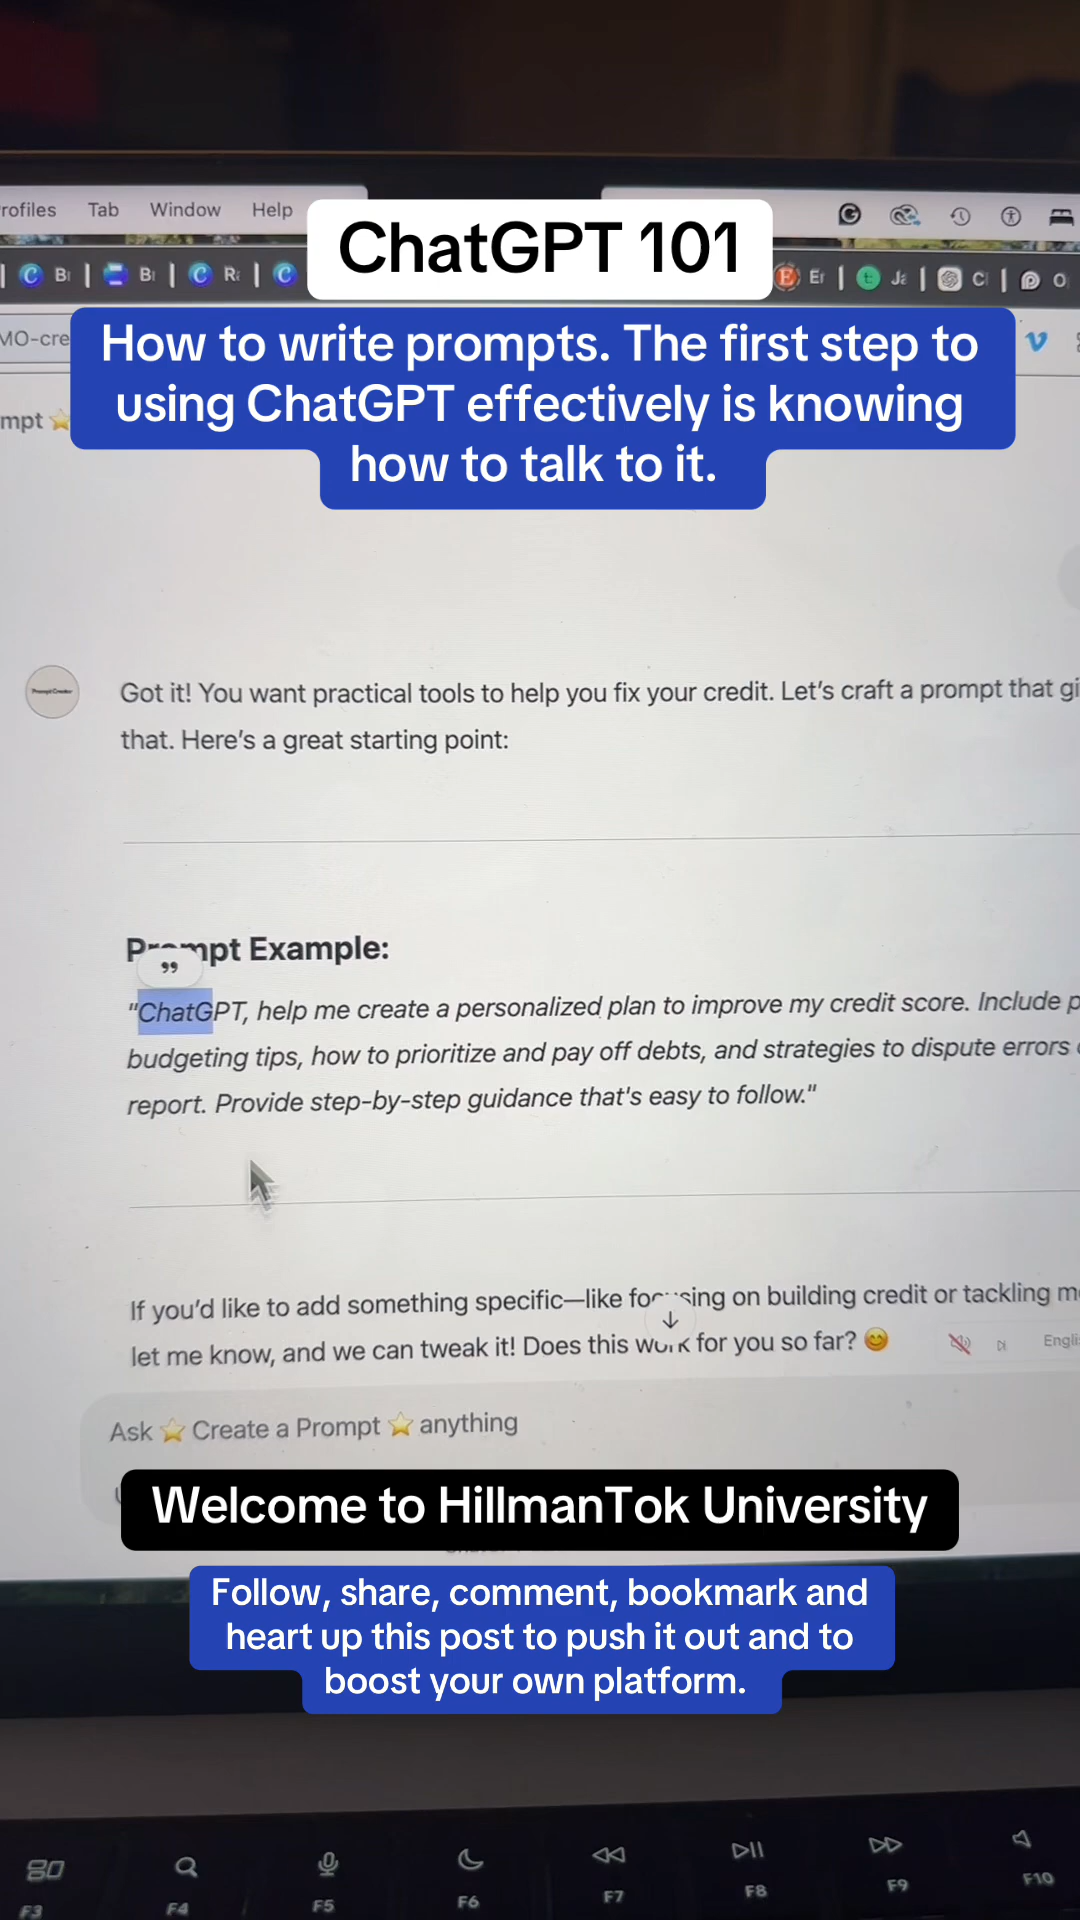 rofiles Tab Window Help
ChatGPT 101
MO-cre
How to write prompts. The first step to
using ChatGPT effectively is knowing
how to talk to it.
mpt ⭐
Got it! You want practical tools to help you fix your credit. Let's craft a prompt that gi
that. Here's a great starting point:
Prompt Example:
"ChatGPT, help me create a personalized plan to improve my credit score. Include p
budgeting tips, how to prioritize and pay off debts, and strategies to dispute errors
report. Provide step-by-step guidance that's easy to follow."
If you'd like to add something specific—like focusing on building credit or tackling m
let me know, and we can tweak it! Does this work for you so far? 😊
Engli
Ask ⭐ Create a Prompt ⭐ anything
Welcome to HillmanTok University
Follow, share, comment, bookmark and
heart up this post to push it out and to
boost your own platform.
F3 F4 F5 F6 F7 F8 F9 F10